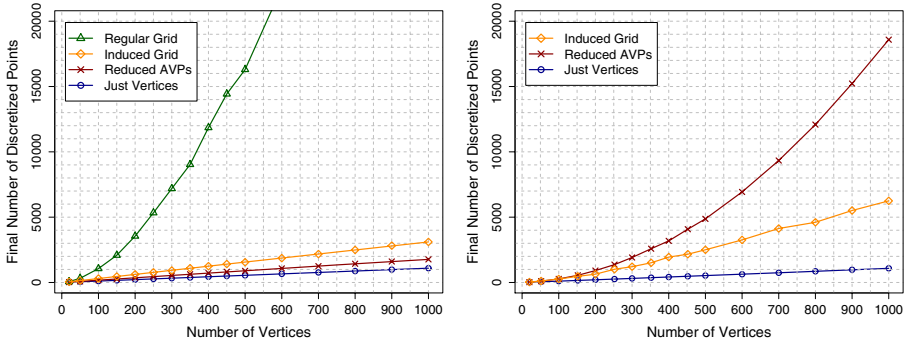 Final Number of Discretized Points
20000
15000
10000
5000
0
Regular Grid
Induced Grid
Reduced AVPs
Just Vertices
0 100 200 300 400 500 600 700 800 900 1000
Number of Vertices
Final Number of Discretized Points
20000
15000
10000
5000
0
Induced Grid
Reduced AVPs
Just Vertices
0 100 200 300 400 500 600 700 800 900 1000
Number of Vertices